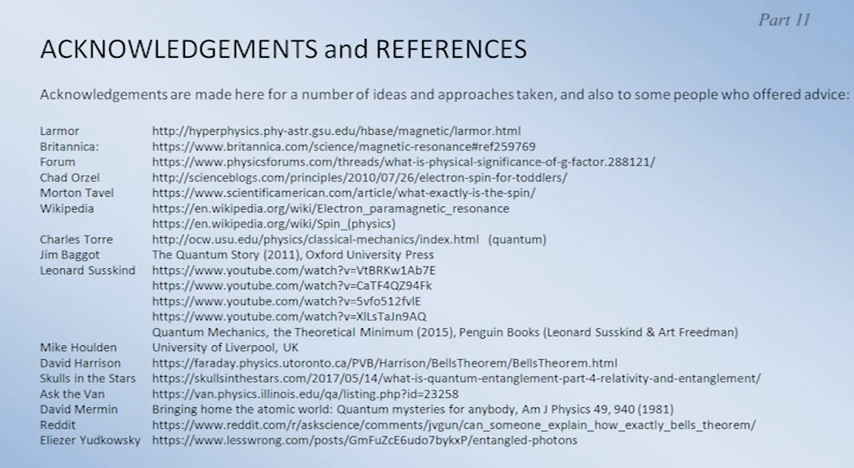 Part 11
ACKNOWLEDGEMENTS and REFERENCES
Acknowledgements are made here for a number of ideas and approaches taken, and also to some people who offered advice:
Larmor http://hyperphysics.phy-astr.gsu.edu/hbase/magnetic/larmor.html
Britannica: https://www.britannica.com/science/magnetic-resonance#ref259769
Forum https://www.physicsforums.com/threads/what-is-physical-significance-of-g-factor.288121/
Chad Orzel http://scienceblogs.com/principles/2010/07/26/electron-spin-for-toddlers/
Morton Tavel https://www.scientificamerican.com/article/what-exactly-is-the-spin/
Wikipedia https://en.wikipedia.org/wiki/Electron_paramagnetic_resonance
https://en.wikipedia.org/wiki/Spin_(physics)
Charles Torre http://ocw.usu.edu/physics/classical-mechanics/index.html (quantum)
Jim Baggot The Quantum Story (2011), Oxford University Press
Leonard Susskind https://www.youtube.com/watch?v=VtBRKw1Ab7E
https://www.youtube.com/watch?v=CaTF4QZ94Fk
https://www.youtube.com/watch?v=5vfo512fvlE
https://www.youtube.com/watch?v=XlLsTaJn9AQ
Quantum Mechanics, the Theoretical Minimum (2015), Penguin Books (Leonard Susskind & Art Freedman)
Mike Houlden University of Liverpool, UK
David Harrison https://faraday.physics.utoronto.ca/PVB/Harrison/BellsTheorem/BellsTheorem.html
Skulls in the Stars https://skullsinthestars.com/2017/05/14/what-is-quantum-entanglement-part-4-relativity-and-entanglement/
Ask the Van https://van.physics.illinois.edu/qa/listing.php?id=23258
David Mermin Bringing home the atomic world: Quantum mysteries for anybody, Am J Physics 49, 940 (1981)
Reddit https://www.reddit.com/r/askscience/comments/jvgun/can_someone_explain_how_exactly_bells_theorem/
Eliezer Yudkowsky https://www.lesswrong.com/posts/GmFuZcE6udo7bykxP/entangled-photons